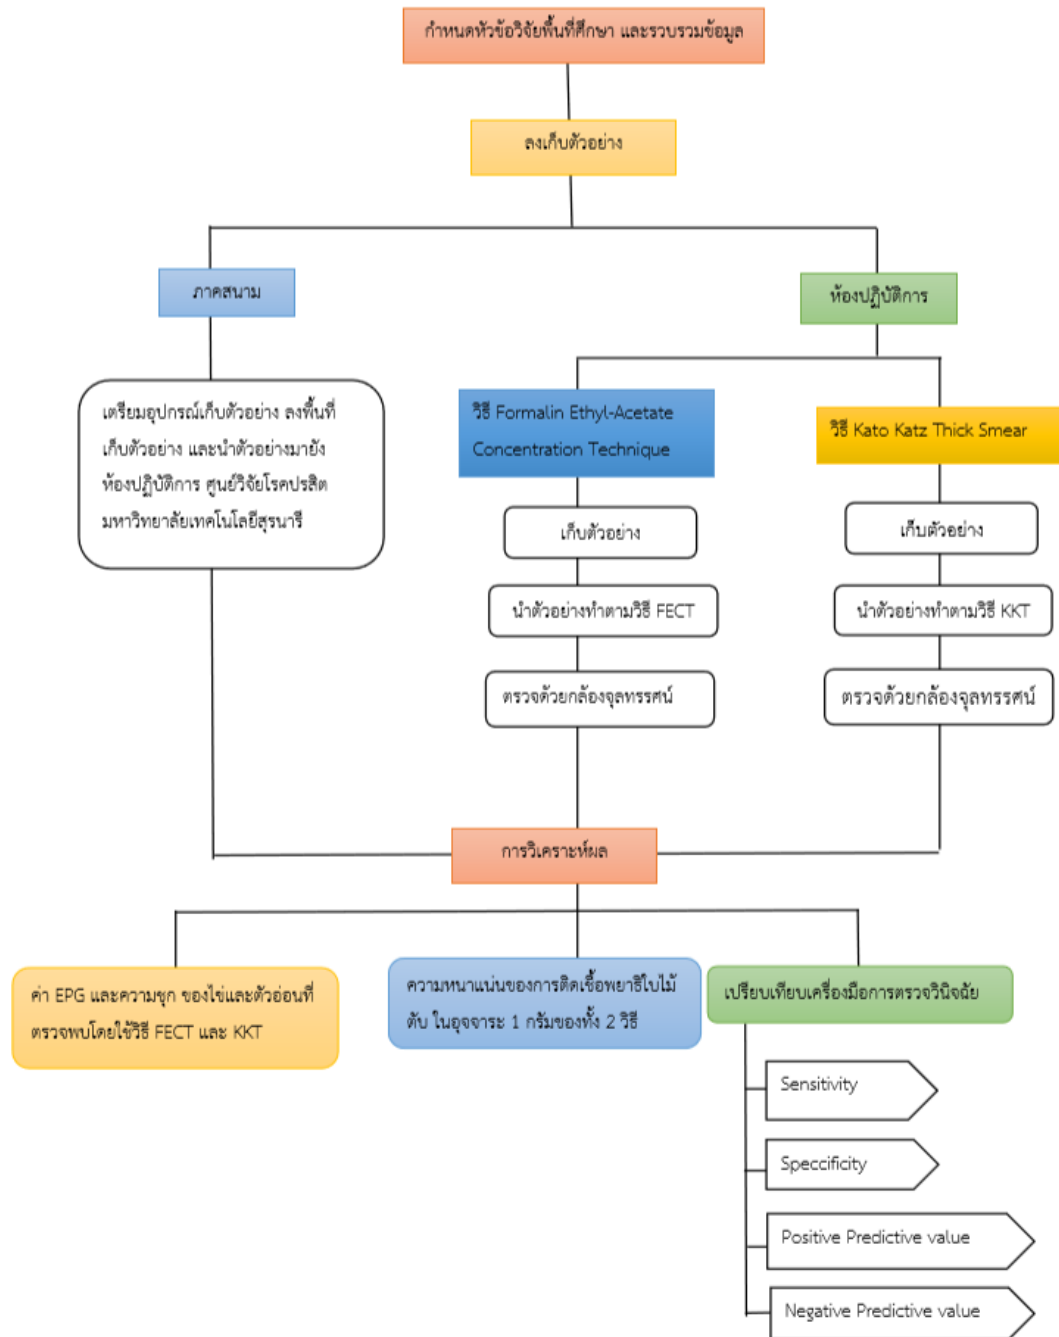 กำหนดหัวข้อวิจัยพื้นที่ศึกษา และรวบรวมข้อมูล
ลงเก็บตัวอย่าง
ภาคสนาม
ห้องปฏิบัติการ
เตรียมอุปกรณ์เก็บตัวอย่าง ลงพื้นที่
เก็บตัวอย่าง และนำตัวอย่างมายัง
ห้องปฏิบัติการ ศูนย์วิจัยโรคปรสิต
มหาวิทยาลัยเทคโนโลยีสุรนารี
วิธี Formalin Ethyl-Acetate
Concentration Technique
เก็บตัวอย่าง
นำตัวอย่างทำตามวิธี FECT
ตรวจด้วยกล้องจุลทรรศน์
วิธี Kato Katz Thick Smear
เก็บตัวอย่าง
นำตัวอย่างทำตามวิธี KKT
ตรวจด้วยกล้องจุลทรรศน์
การวิเคราะห์ผล
ค่า EPG และความชุก ของไข่และตัวอ่อนที่
ตรวจพบโดยใช้วิธี FECT และ KKT
ความหนาแน่นของการติดเชื้อพยาธิใบไม้
ตับ ในอุจจาระ 1 กรัมของทั้ง 2 วิธี
เปรียบเทียบเครื่องมือการตรวจวินิจฉัย
Sensitivity
Speccificity
Positive Predictive value
Negative Predictive value